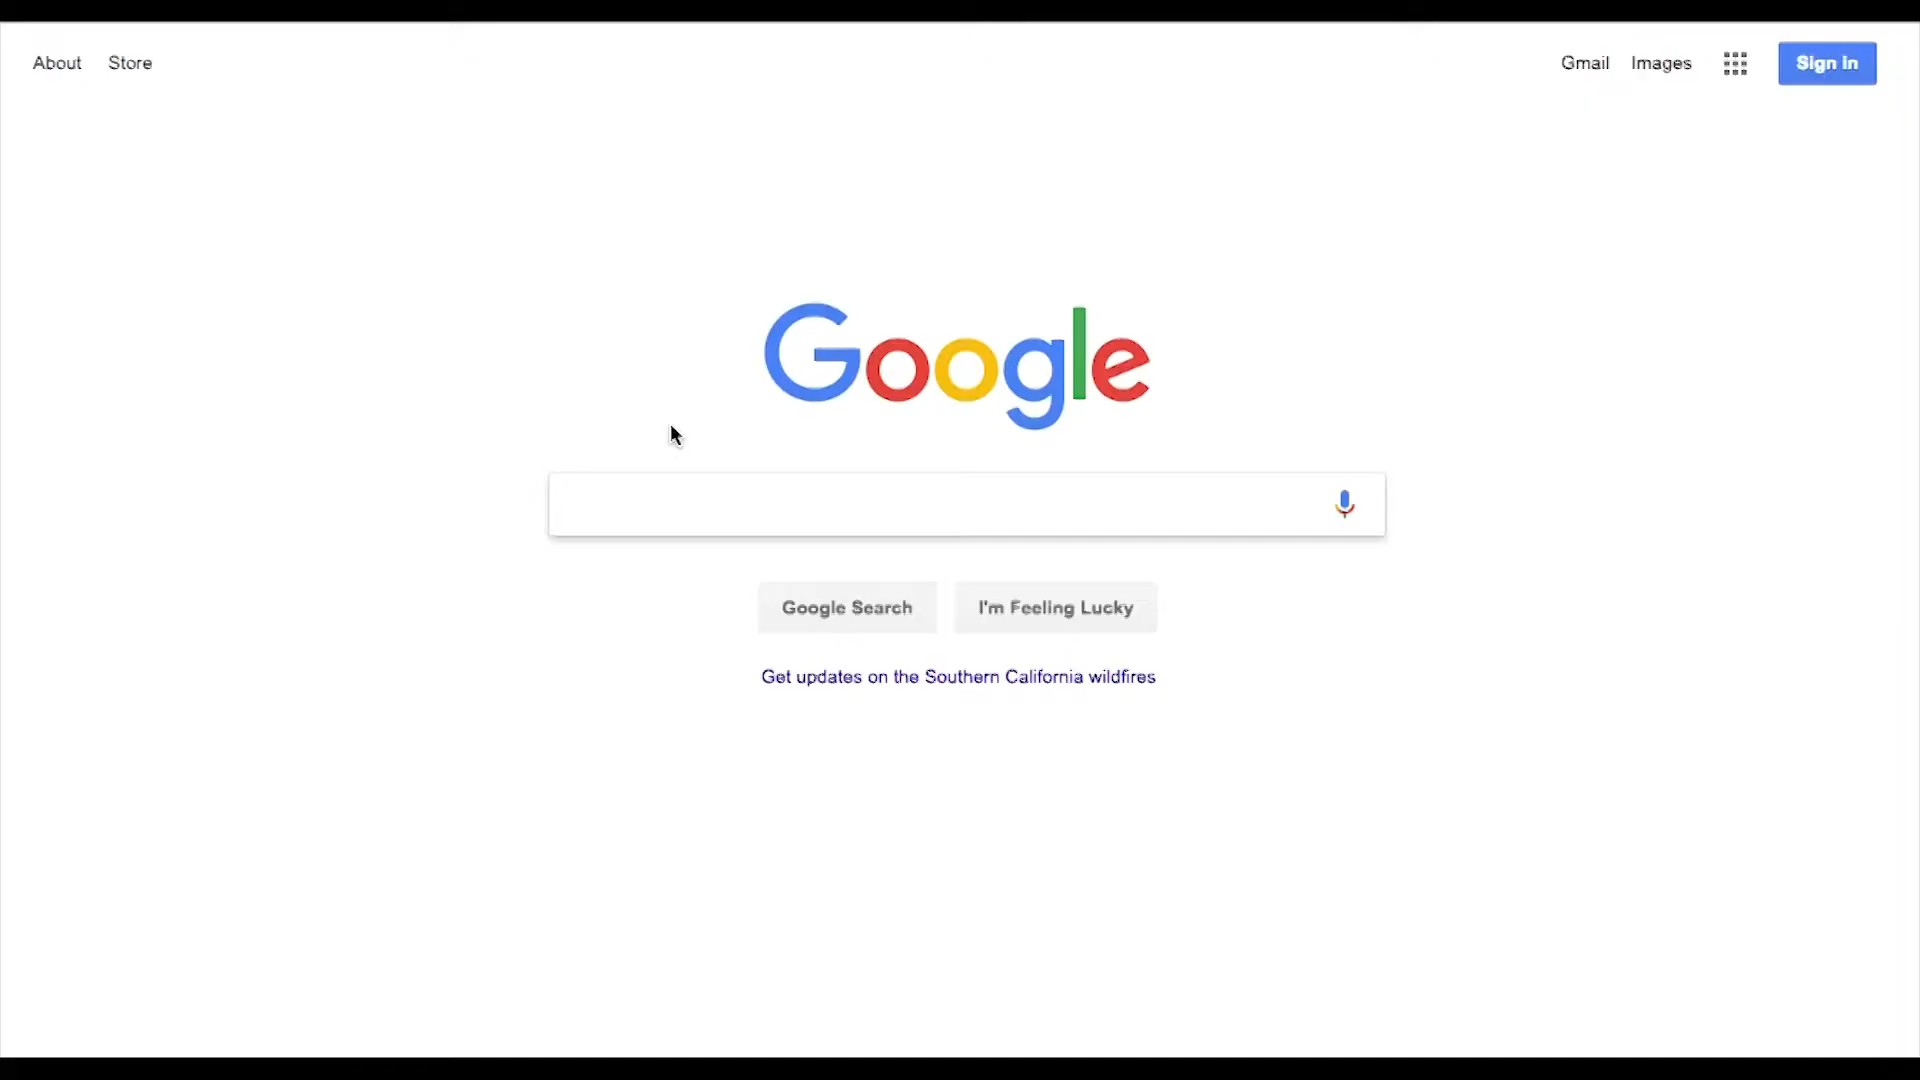 About Store Gmail Images Sign in
Google
Google Search I'm Feeling Lucky
Get updates on the Southern California wildfires